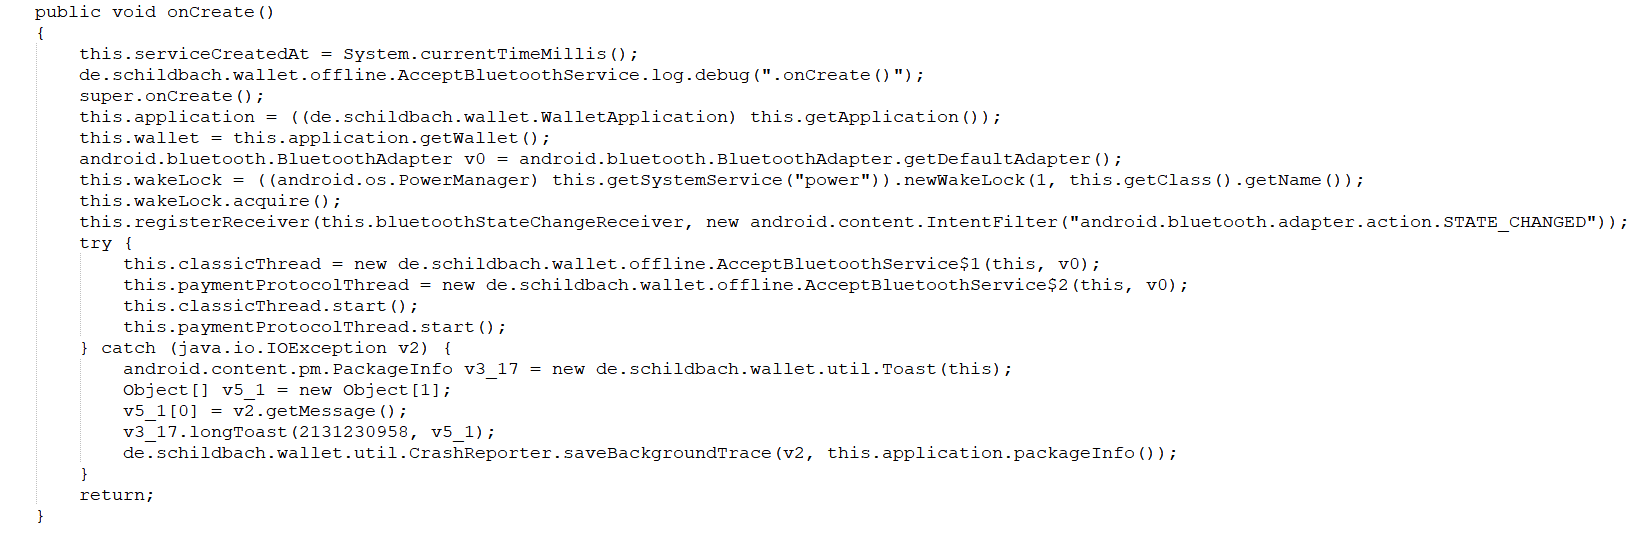 public void onCreate()
{
    this.serviceCreatedAt = System.currentTimeMillis();
    de.schildbach.wallet.offline.AcceptBluetoothService.log.debug(".onCreate()");
    super.onCreate();
    this.application = ((de.schildbach.wallet.WalletApplication) this.getApplication());
    this.wallet = this.application.getWallet();
    android.bluetooth.BluetoothAdapter v0 = android.bluetooth.BluetoothAdapter.getDefaultAdapter();
    this.wakeLock = ((android.os.PowerManager) this.getSystemService("power")).newWakeLock(1, this.getClass().getName());
    this.wakeLock.acquire();
    this.registerReceiver(this.bluetoothStateChangeReceiver, new android.content.IntentFilter("android.bluetooth.adapter.action.STATE_CHANGED"));
    try {
        this.classicThread = new de.schildbach.wallet.offline.AcceptBluetoothService$1(this, v0);
        this.paymentProtocolThread = new de.schildbach.wallet.offline.AcceptBluetoothService$2(this, v0);
        this.classicThread.start();
        this.paymentProtocolThread.start();
    } catch (java.io.IOException v2) {
        android.content.pm.PackageInfo v3_17 = new de.schildbach.wallet.util.Toast(this);
        Object[] v5_1 = new Object[1];
        v5_1[0] = v2.getMessage();
        v3_17.longToast(2131230958, v5_1);
        de.schildbach.wallet.util.CrashReporter.saveBackgroundTrace(v2, this.application.packageInfo());
    }
    return;
}